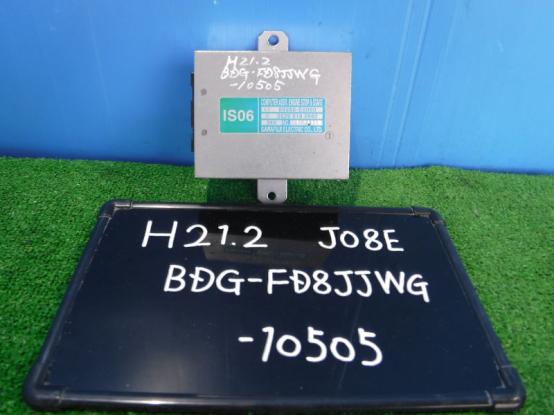 H21.2
BDG-FD8JJWG
-10505
IS06
COMPUTER ASSY, ENGINE STOP & START
SAWAFUJI ELECTRIC CO., LTD.
H21.2 J08E
BDG-FD8JJWG
-10505